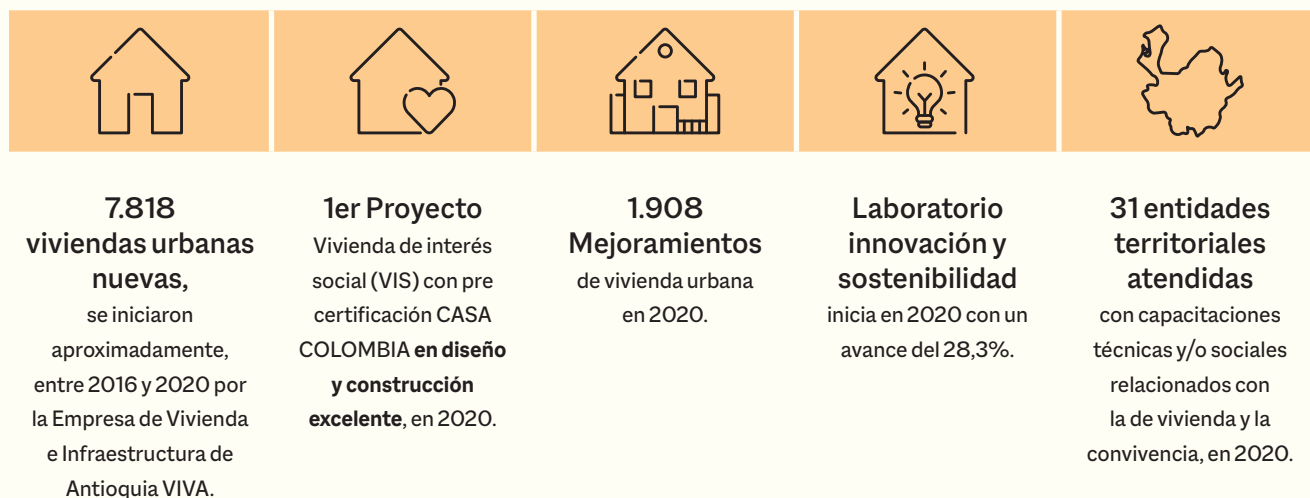 7.818
viviendas urbanas
nuevas,
se iniciaron
aproximadamente,
entre 2016 y 2020 por
la Empresa de Vivienda
e Infraestructura de
Antioquia VIVA.
1er Proyecto
Vivienda de interés
social (VIS) con pre
certificación CASA
COLOMBIA en diseño
y construcción
excelente, en 2020.
1.908
Mejoramientos
de vivienda urbana
en 2020.
Laboratorio
innovación y
sostenibilidad
inicia en 2020 con un
avance del 28,3%.
31 entidades
territoriales
atendidas
con capacitaciones
técnicas y/o sociales
relacionados con
la de vivienda y la
convivencia, en 2020.